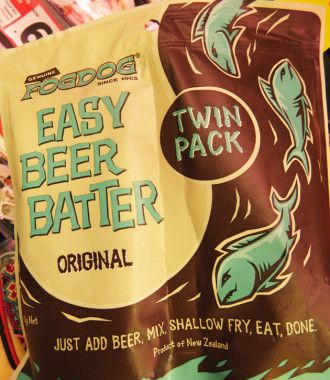 GENUINE
FOGDOG
SINCE 1965
EASY
BEER
BATTER
TWIN
PACK
ORIGINAL
Net
JUST ADD BEER, MIX, SHALLOW FRY, EAT, DONE.
Product of New Zealand